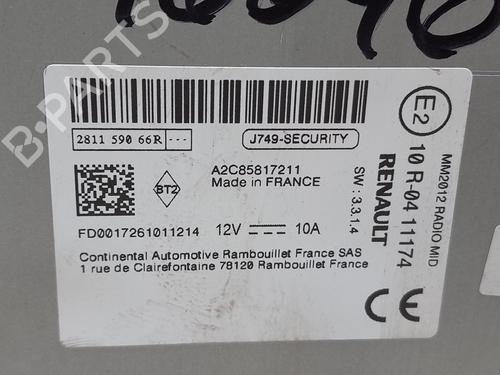 B-PARTS
2811 590 66R ---
J749-SECURITY
BT2
A2C85817211
Made in FRANCE
FD0017261011214 12V 10A
Continental Automotive Rambouillet France SAS
1 rue de Clairefontaine 78120 Rambouillet France
SW: 3.3.1.4
RENAULT
10 R-04 11174
MM2012 RADIO MID
E2
CE